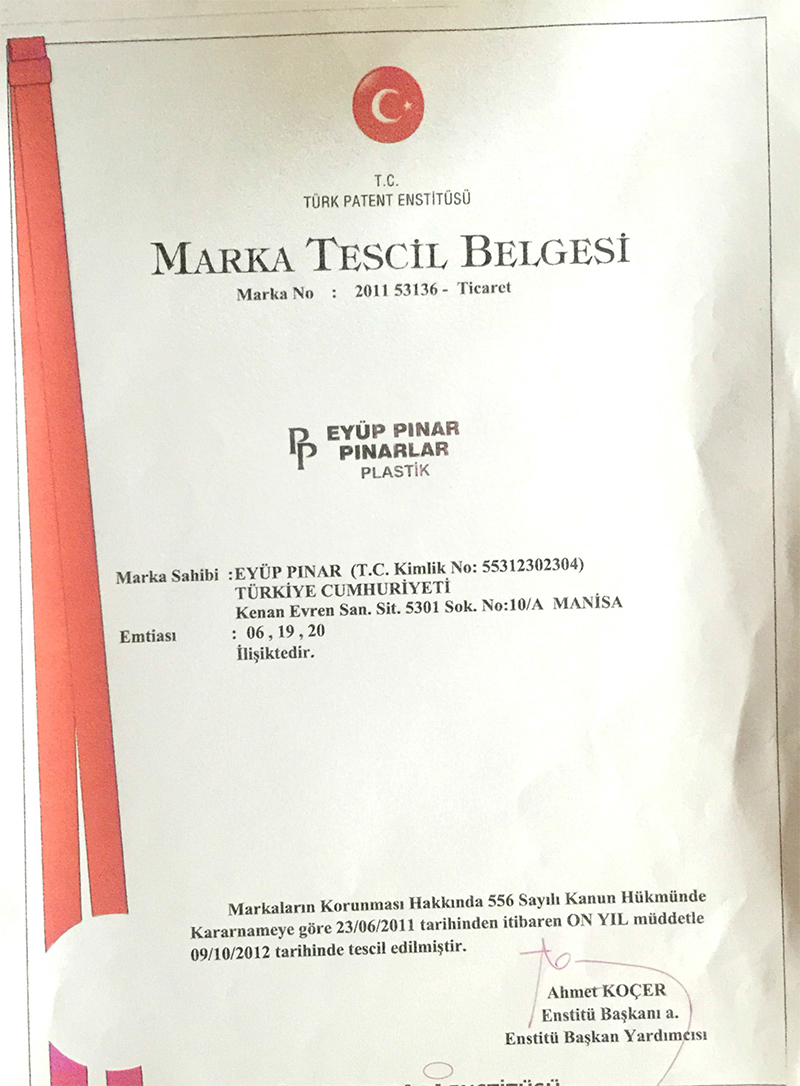 T.C.
TÜRK PATENT ENSTİTÜSÜ
MARKA TESCİL BELGESİ
Marka No : 2011 53136 - Ticaret
PP EYÜP PINAR
PINARLAR
PLASTİK
Marka Sahibi :EYÜP PINAR (T.C. Kimlik No: 55312302304)
TÜRKİYE CUMHURİYETİ
Kenan Evren San. Sit. 5301 Sok. No:10/A MANİSA
Emtiası : 06 , 19 , 20
İlişiktedir.
Markaların Korunması Hakkında 556 Sayılı Kanun Hükmünde
Kararnameye göre 23/06/2011 tarihinden itibaren ON YIL müddetle
09/10/2012 tarihinde tescil edilmiştir.
Ahmet KOÇER
Enstitü Başkanı a.
Enstitü Başkan Yardımcısı